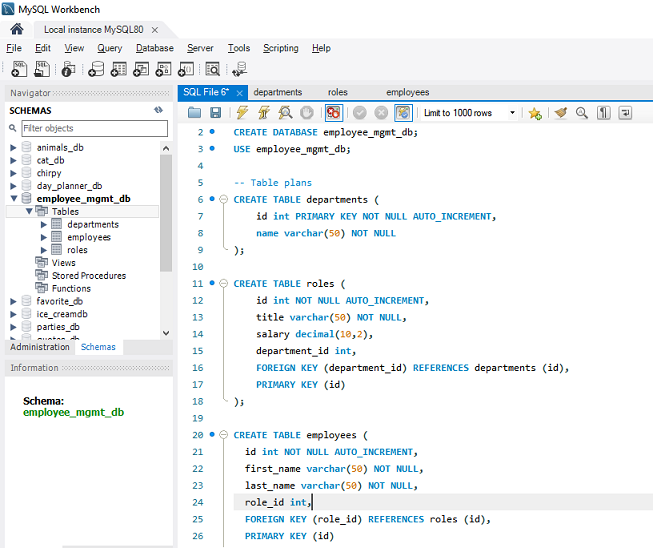 MySQL Workbench
Local instance MySQL80
File Edit View Query Database Server Tools Scripting Help
Navigator
SCHEMAS
Filter objects
animals_db
cat_db
chirpy
day_planner_db
employee_mgmt_db
Tables
departments
employees
roles
Views
Stored Procedures
Functions
favorite_db
ice_creamdb
parties_db
Administration Schemas
Information
Schema:
employee_mgmt_db
SQL File 6* departments roles employees
Limit to 1000 rows
2 CREATE DATABASE employee_mgmt_db;
3 USE employee_mgmt_db;
4
5 -- Table plans
6 CREATE TABLE departments (
7 id int PRIMARY KEY NOT NULL AUTO_INCREMENT,
8 name varchar(50) NOT NULL
9 );
10
11 CREATE TABLE roles (
12 id int NOT NULL AUTO_INCREMENT,
13 title varchar(50) NOT NULL,
14 salary decimal(10,2),
15 department_id int,
16 FOREIGN KEY (department_id) REFERENCES departments (id),
17 PRIMARY KEY (id)
18 );
19
20 CREATE TABLE employees (
21 id int NOT NULL AUTO_INCREMENT,
22 first_name varchar(50) NOT NULL,
23 last_name varchar(50) NOT NULL,
24 role_id int,
25 FOREIGN KEY (role_id) REFERENCES roles (id),
26 PRIMARY KEY (id)